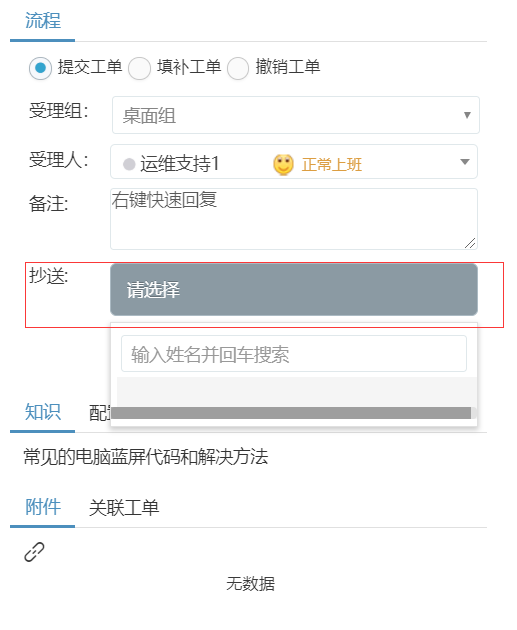 流程
提交工单 填补工单 撤销工单
受理组: 桌面组
受理人: 运维支持1 正常上班
备注: 右键快速回复
抄送: 请选择
输入姓名并回车搜索
知识
常见的电脑蓝屏代码和解决方法
附件 关联工单
无数据